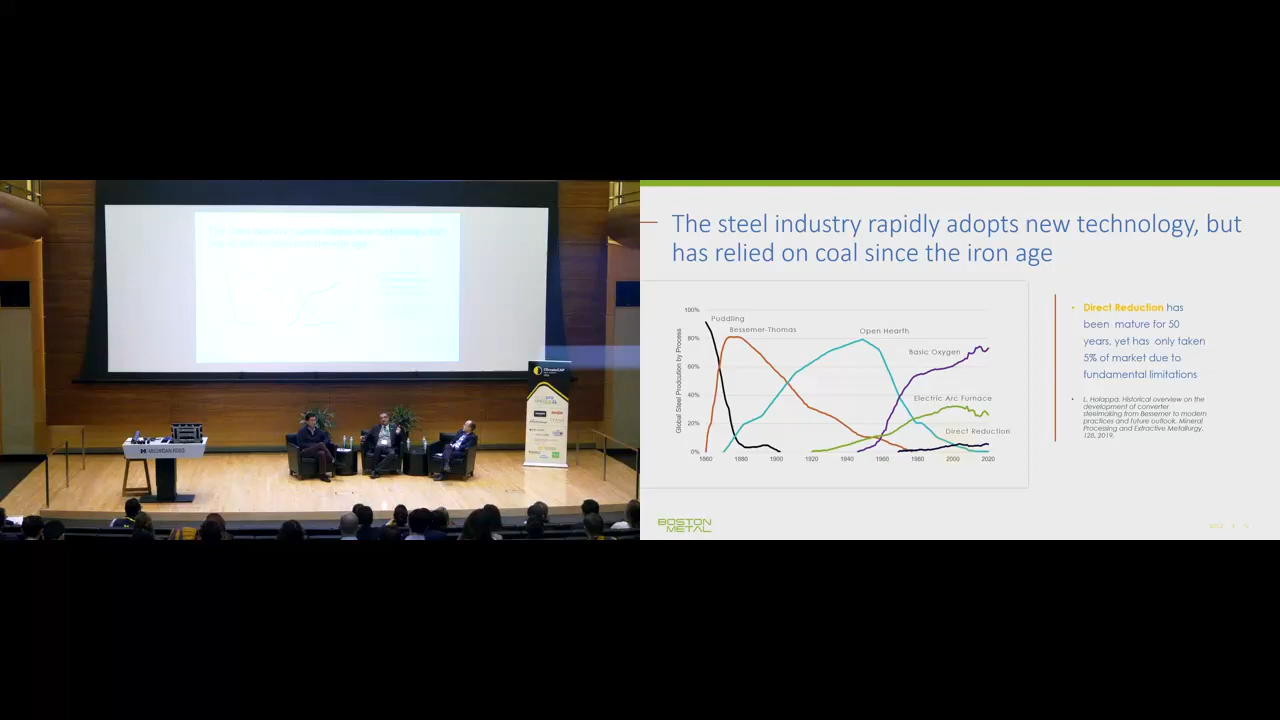 The steel industry rapidly adopts new technology, but
has relied on coal since the iron age
Global Steel Prodcution by Process
100%
80%
60%
40%
20%
0%
1860
1880
1900
1920
1940
1960
1980
2000
2020
Puddling
Bessemer-Thomas
Open Hearth
Basic Oxygen
Electric Arc Furnace
Direct Reduction
• Direct Reduction has
been mature for 50
years, yet has only taken
5% of market due to
fundamental limitations
• L. Holappa. Historical overview on the
development of converter
steelmaking from Bessemer to modern
practices and future outlook. Mineral
Processing and Extractive Metallurgy.
128, 2019.
BOSTON
METAL
ClimateCAP
MICHIGAN ROSS